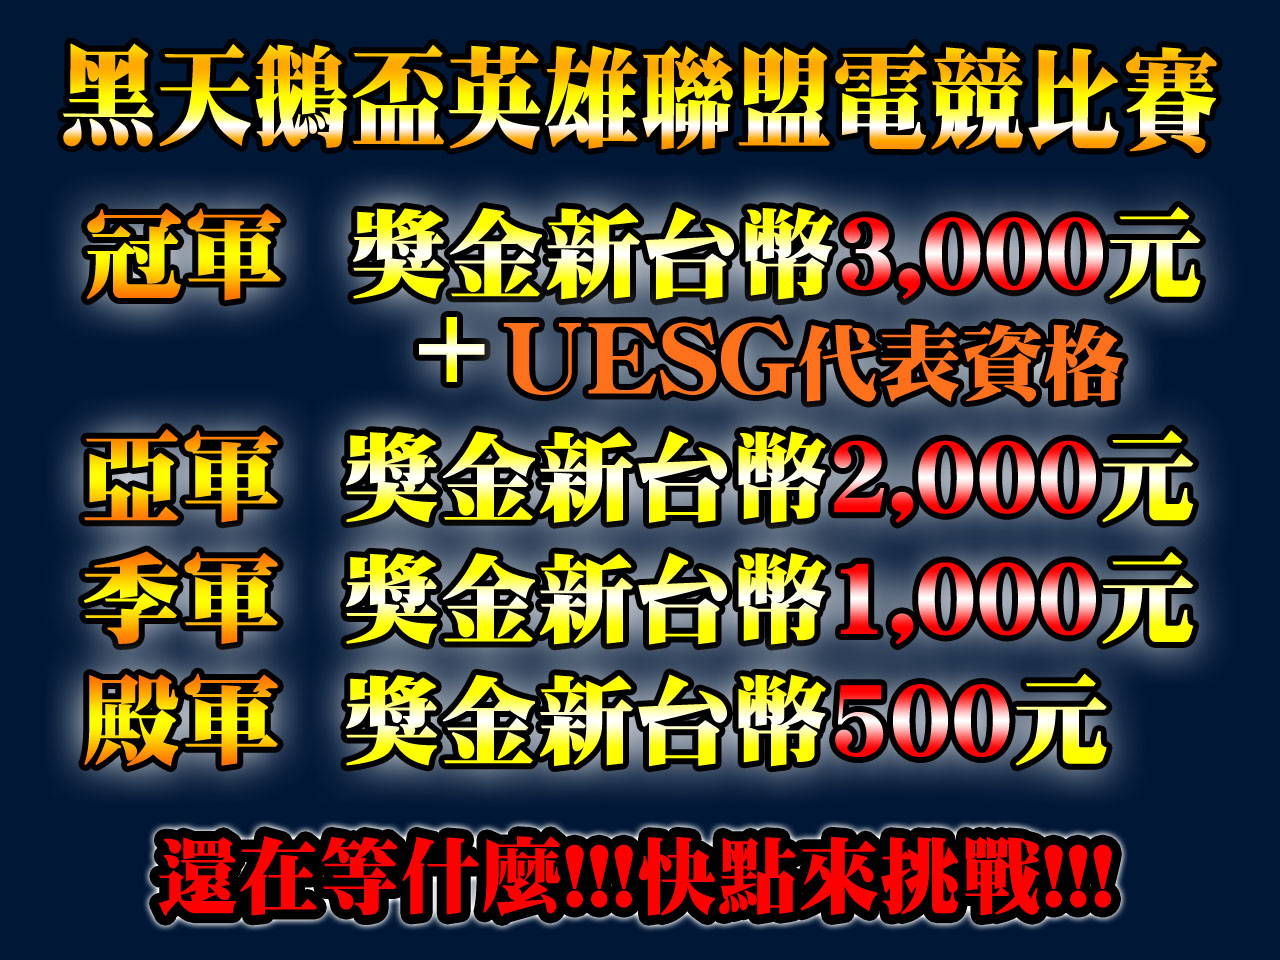 黑天鵝盃英雄聯盟電競比賽
冠軍 獎金新台幣3,000元
+UESG代表資格
亞軍 獎金新台幣2,000元
季軍 獎金新台幣1,000元
殿軍 獎金新台幣500元
還在等什麼!!!快點來挑戰!!!